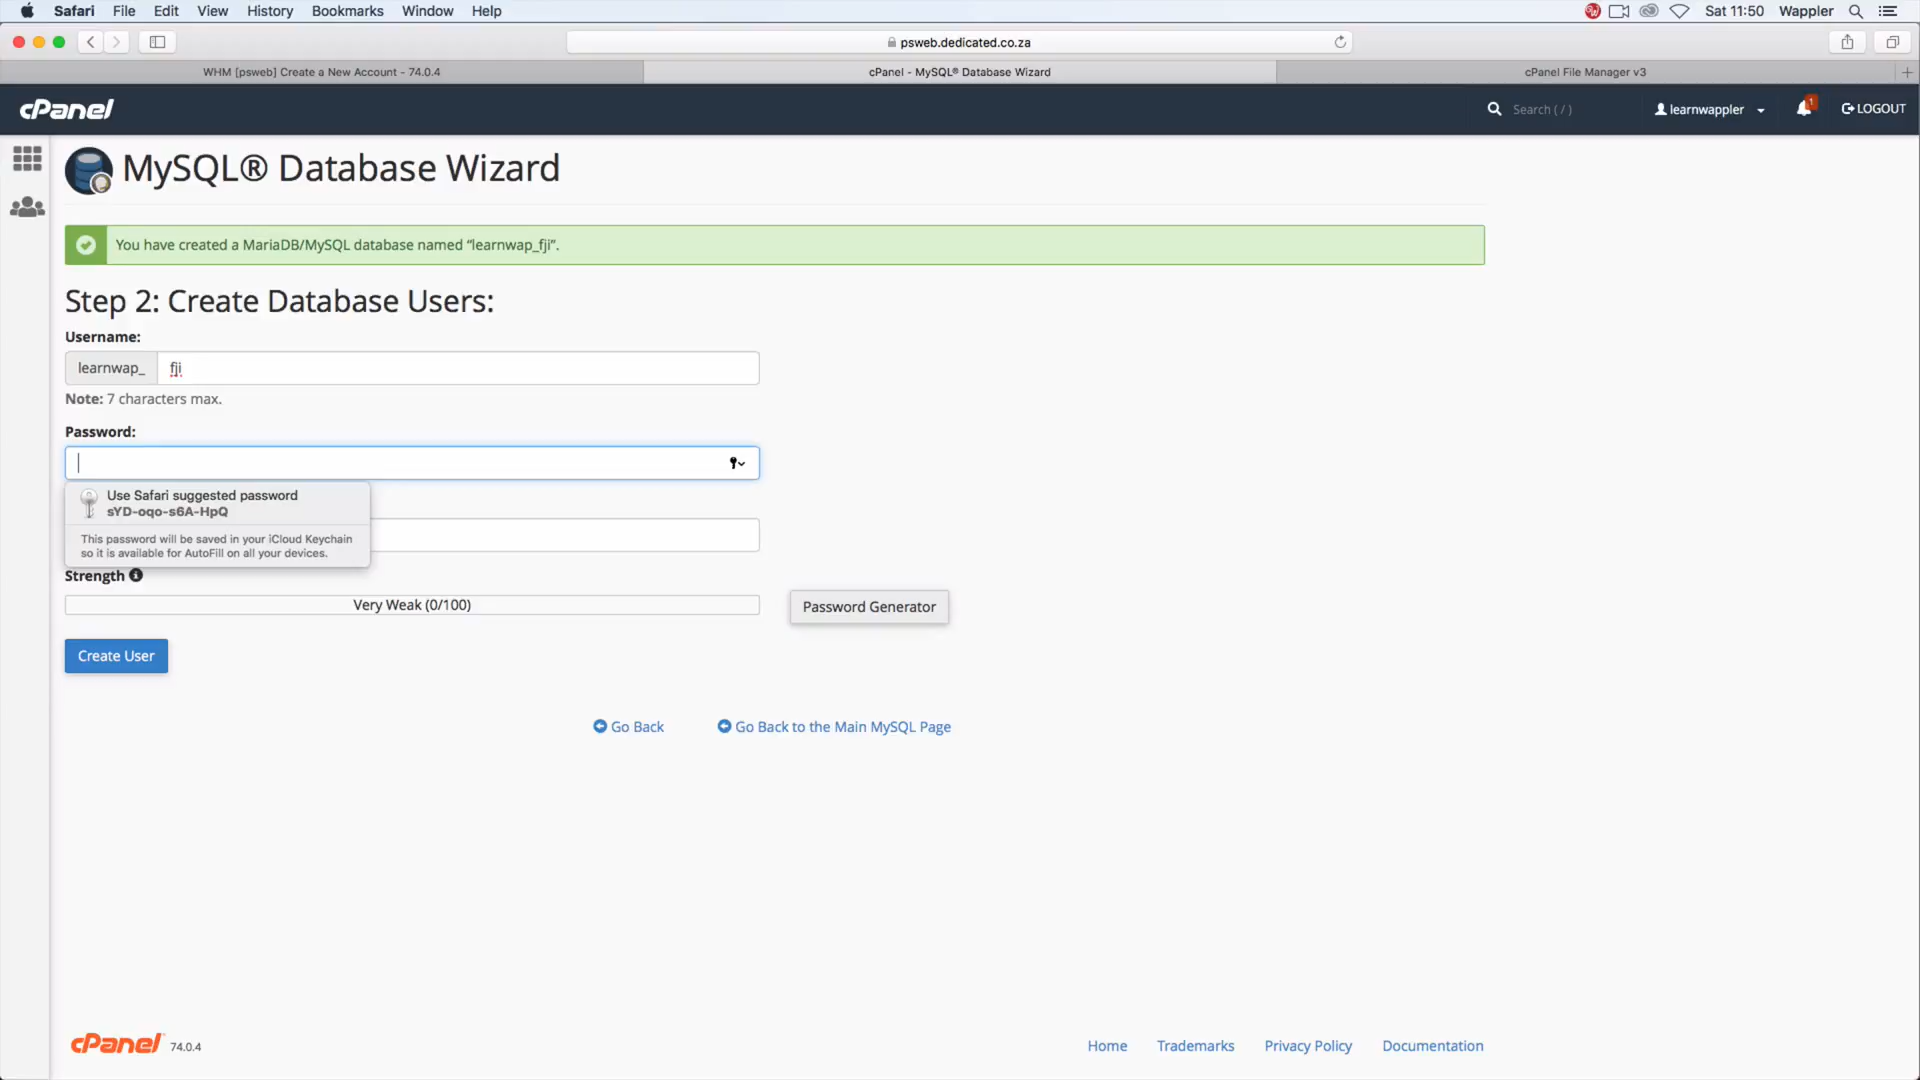 Safari File Edit View History Bookmarks Window Help Sat 11:50 Wappler
psweb.dedicated.co.za
WHM [psweb] Create a New Account - 74.0.4 cPanel - MySQL® Database Wizard cPanel File Manager v3
cPanel Search ( / ) learnwappler 1 LOGOUT
MySQL® Database Wizard
You have created a MariaDB/MySQL database named “learnwap_fji”.
Step 2: Create Database Users:
Username:
learnwap_ fji
Note: 7 characters max.
Password:
Use Safari suggested password
sYD-oqo-s6A-HpQ
This password will be saved in your iCloud Keychain
so it is available for AutoFill on all your devices.
Strength
Very Weak (0/100) Password Generator
Create User
Go Back Go Back to the Main MySQL Page
cPanel 74.0.4 Home Trademarks Privacy Policy Documentation